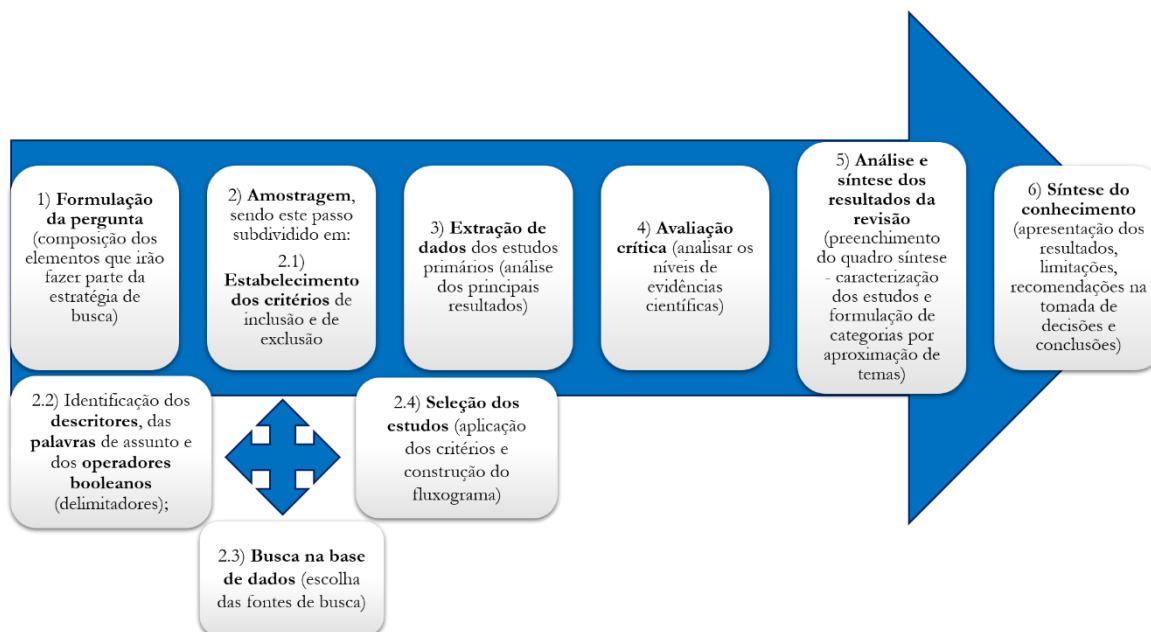 1) Formulação
da pergunta
(composição dos
elementos que irão
fazer parte da
estratégia de
busca)
2) Amostragem,
sendo este passo
subdividido em:
2.1)
Estabelecimento
dos critérios de
inclusão e de
exclusão
2.2) Identificação dos
descritores, das
palavras de assunto e
dos operadores
booleanos
(delimitadores);
2.3) Busca na base
de dados (escolha
das fontes de busca)
2.4) Seleção dos
estudos (aplicação
dos critérios e
construção do
fluxograma)
3) Extração de
dados dos estudos
primários (análise
dos principais
resultados)
4) Avaliação
crítica (analisar os
níveis de
evidências
científicas)
5) Análise e
síntese dos
resultados da
revisão
(preenchimento
do quadro síntese
- caracterização
dos estudos e
formulação de
categorias por
aproximação de
temas)
6) Síntese do
conhecimento
(apresentação dos
resultados,
limitações,
recomendações na
tomada de
decisões e
conclusões)